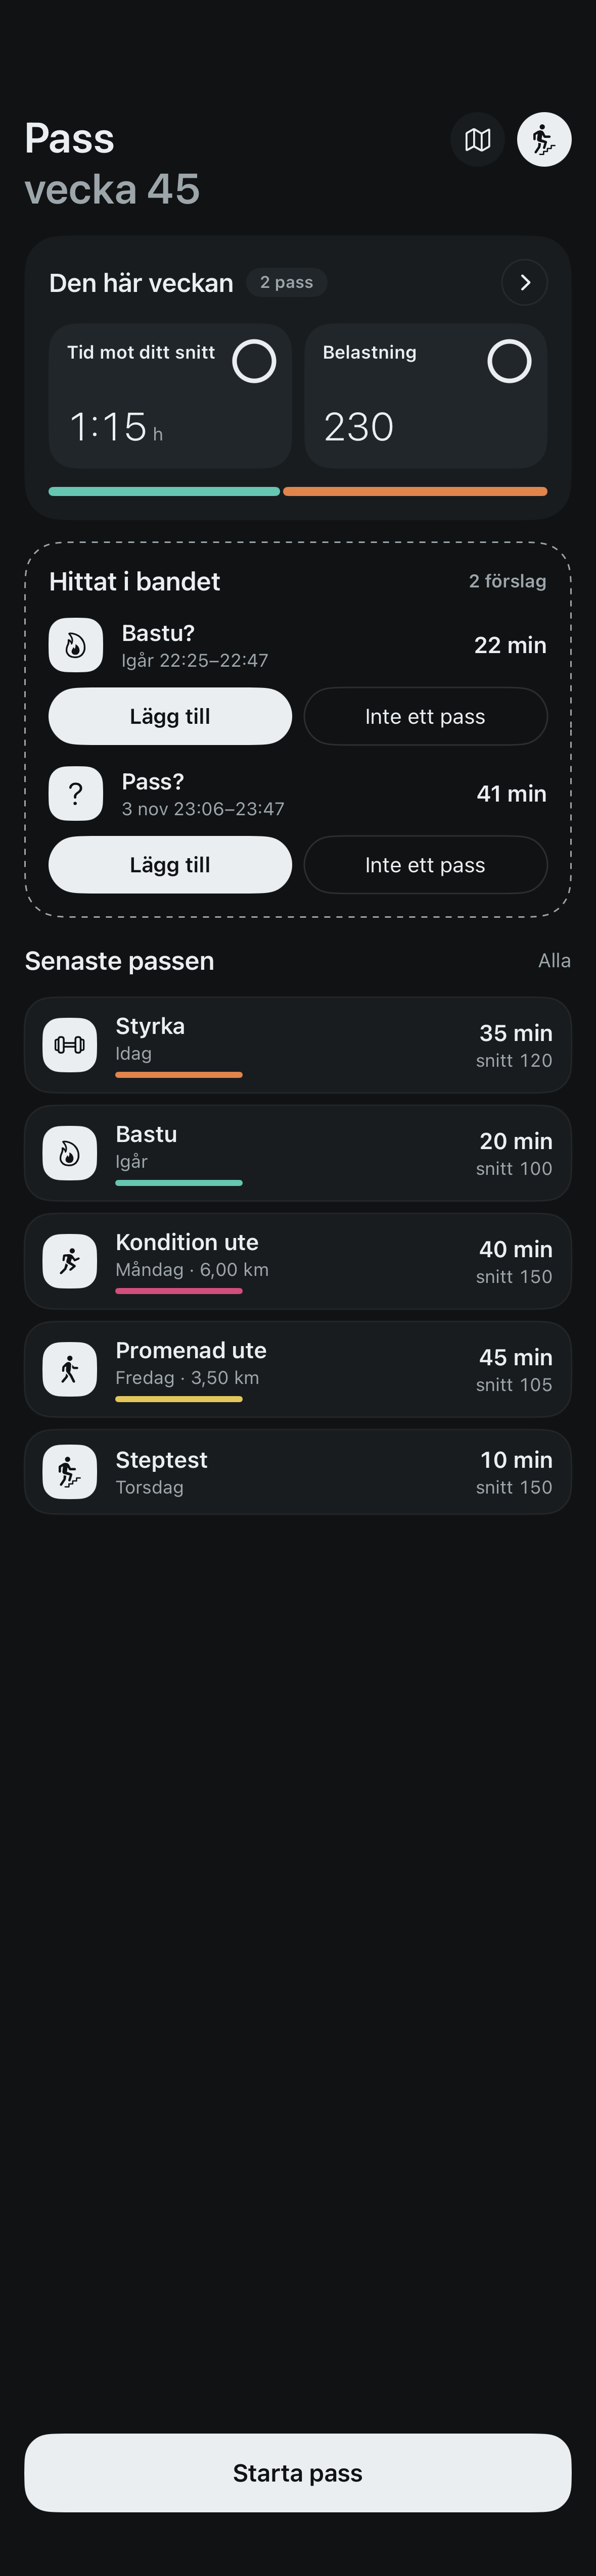 Pass
vecka 45
Den här veckan
2 pass
Tid mot ditt snitt
1:15 h
Belastning
230
Hittat i bandet
2 förslag
Bastu?
Igår 22:25–22:47
22 min
Lägg till
Inte ett pass
?
Pass?
3 nov 23:06–23:47
41 min
Lägg till
Inte ett pass
Senaste passen
Alla
Styrka
Idag
35 min
snitt 120
Bastu
Igår
20 min
snitt 100
Kondition ute
Måndag · 6,00 km
40 min
snitt 150
Promenad ute
Fredag · 3,50 km
45 min
snitt 105
Steptest
Torsdag
10 min
snitt 150
Starta pass